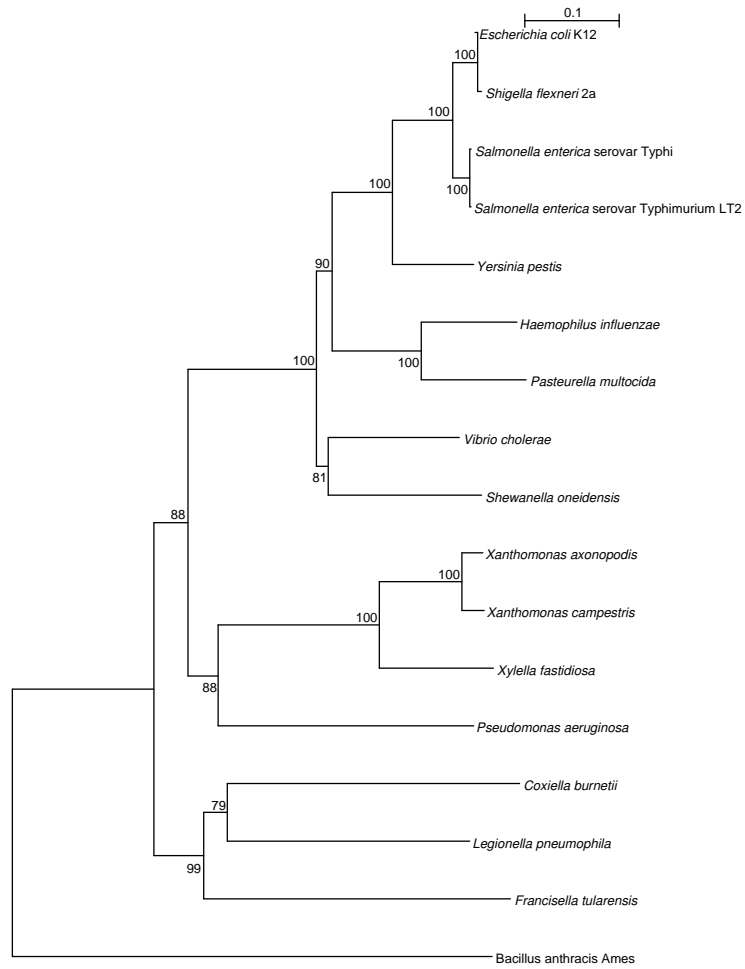 0.1
Escherichia coli K12
100
Shigella flexneri 2a
100
Salmonella enterica serovar Typhi
100
100
Salmonella enterica serovar Typhimurium LT2
90
Yersinia pestis
Haemophilus influenzae
100
100
Pasteurella multocida
Vibrio cholerae
81
Shewanella oneidensis
88
Xanthomonas axonopodis
100
Xanthomonas campestris
100
Xylella fastidiosa
88
Pseudomonas aeruginosa
Coxiella burnetii
79
Legionella pneumophila
99
Francisella tularensis
Bacillus anthracis Ames